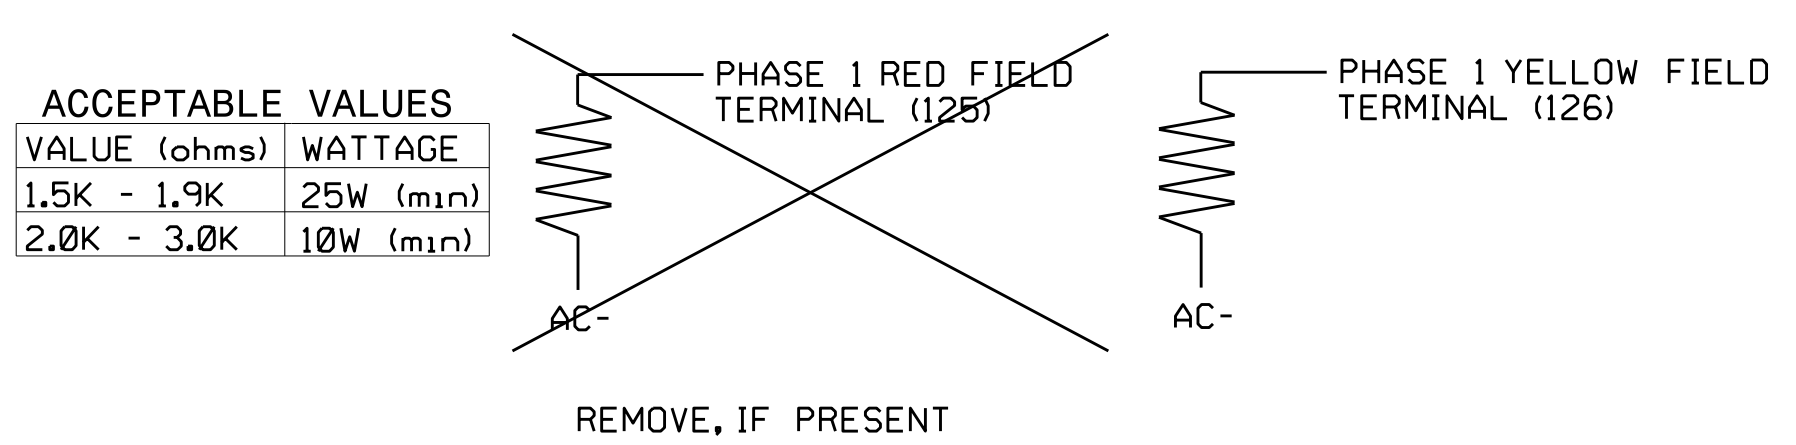 ACCEPTABLE VALUES
VALUE (ohms) WATTAGE
1.5K - 1.9K 25W (min)
2.0K - 3.0K 10W (min)
PHASE 1 RED FIELD
TERMINAL (125)
AC-
REMOVE, IF PRESENT
PHASE 1 YELLOW FIELD
TERMINAL (126)
AC-